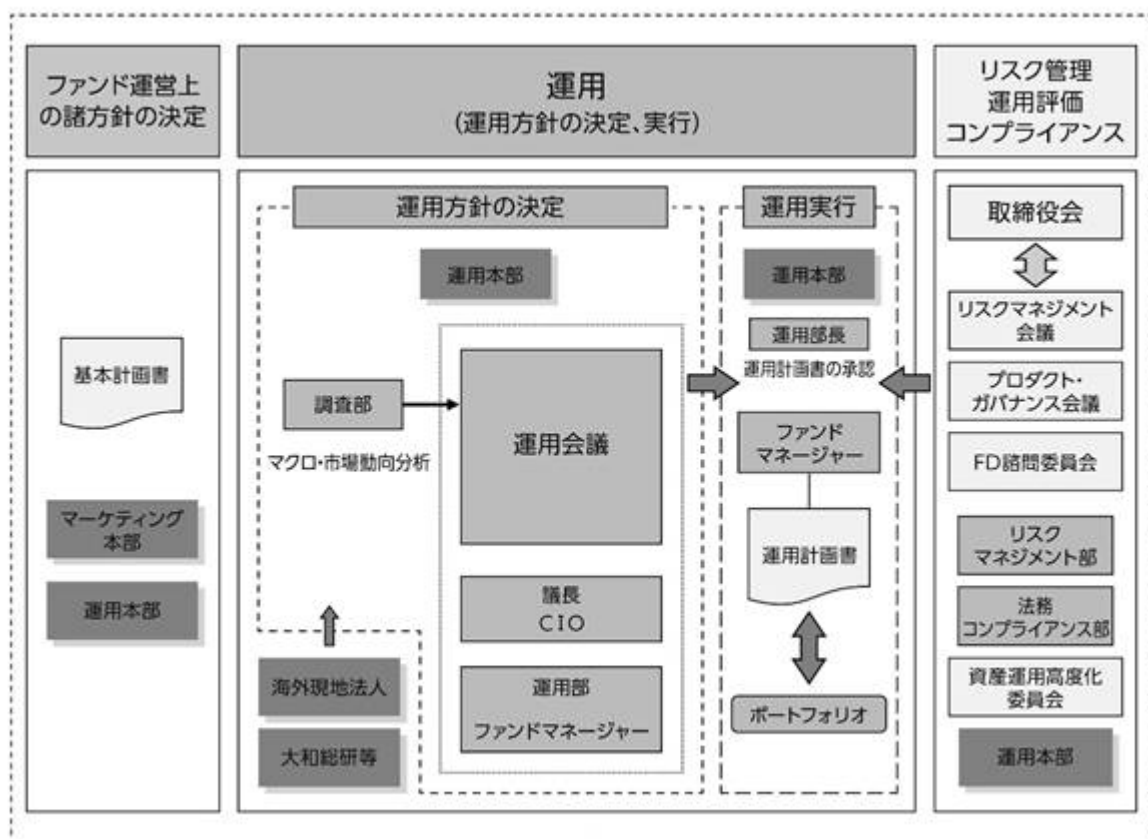 ファンド運営上
の諸方針の決定
運用
(運用方針の決定、実行)
リスク管理
運用評価
コンプライアンス
基本計画書
マーケティング
本部
運用本部
運用方針の決定
運用本部
調査部
マクロ・市場動向分析
運用会議
議長
CIO
運用部
ファンドマネージャー
海外現地法人
大和総研等
運用実行
運用本部
運用部長
運用計画書の承認
ファンド
マネージャー
運用計画書
ポートフォリオ
取締役会
リスクマネジメント
会議
プロダクト・
ガバナンス会議
FD諮問委員会
リスク
マネジメント部
法務
コンプライアンス部
資産運用高度化
委員会
運用本部